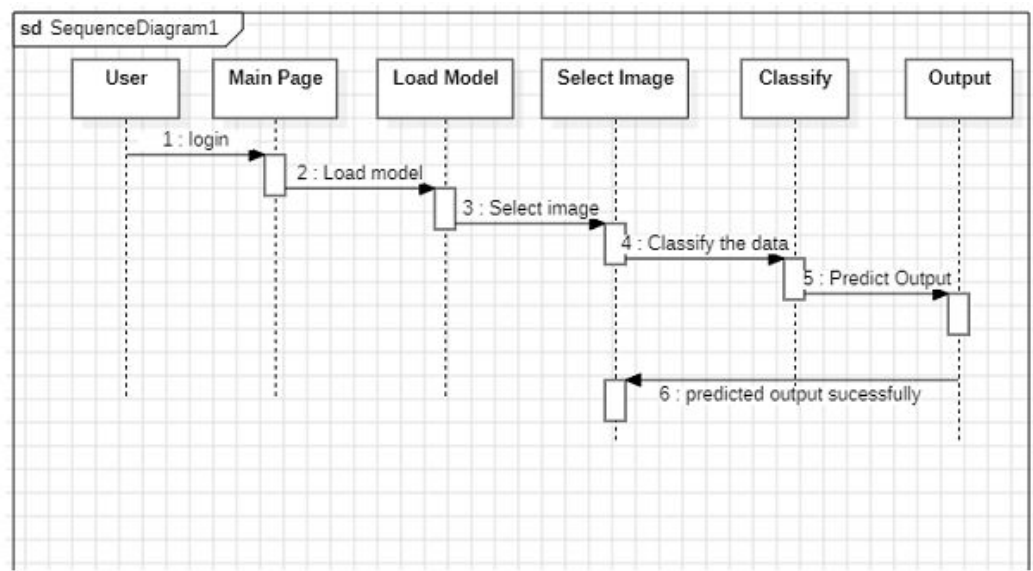 sd SequenceDiagram1
User
Main Page
Load Model
Select Image
Classify
Output
1 : login
2 : Load model
3 : Select image
4 : Classify the data
5 : Predict Output
6 : predicted output sucessfully